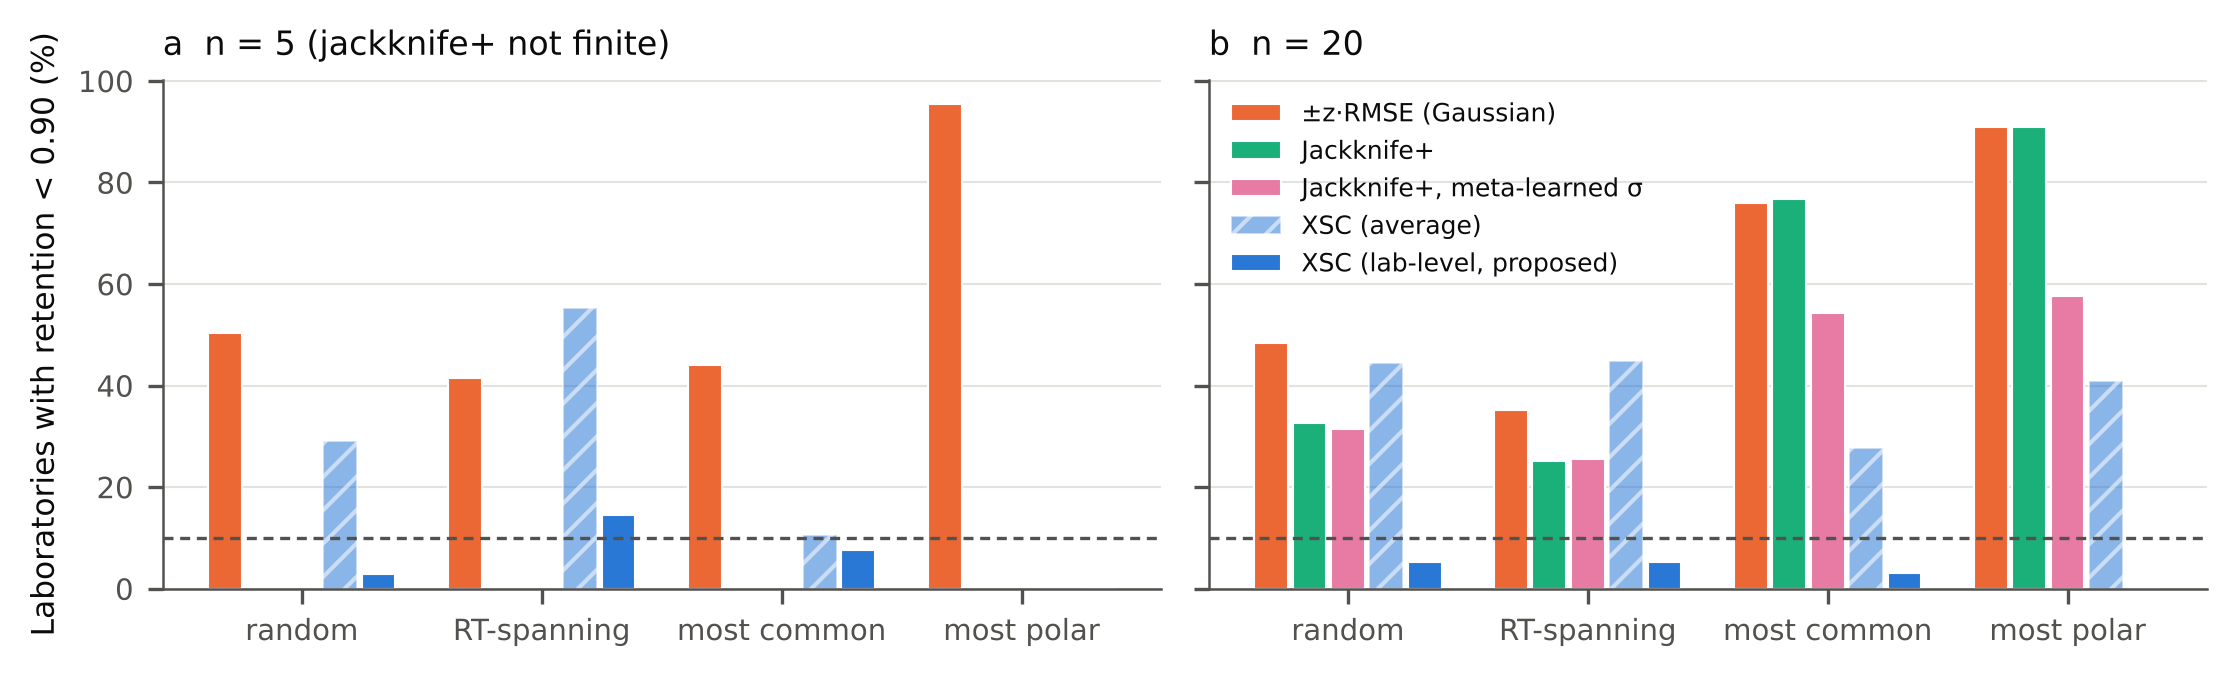 a n = 5 (jackknife+ not finite)
Laboratories with retention < 0.90 (%)
100
80
60
40
20
0
random
RT-spanning
most common
most polar
b n = 20
±z·RMSE (Gaussian)
Jackknife+
Jackknife+, meta-learned σ
XSC (average)
XSC (lab-level, proposed)
random
RT-spanning
most common
most polar